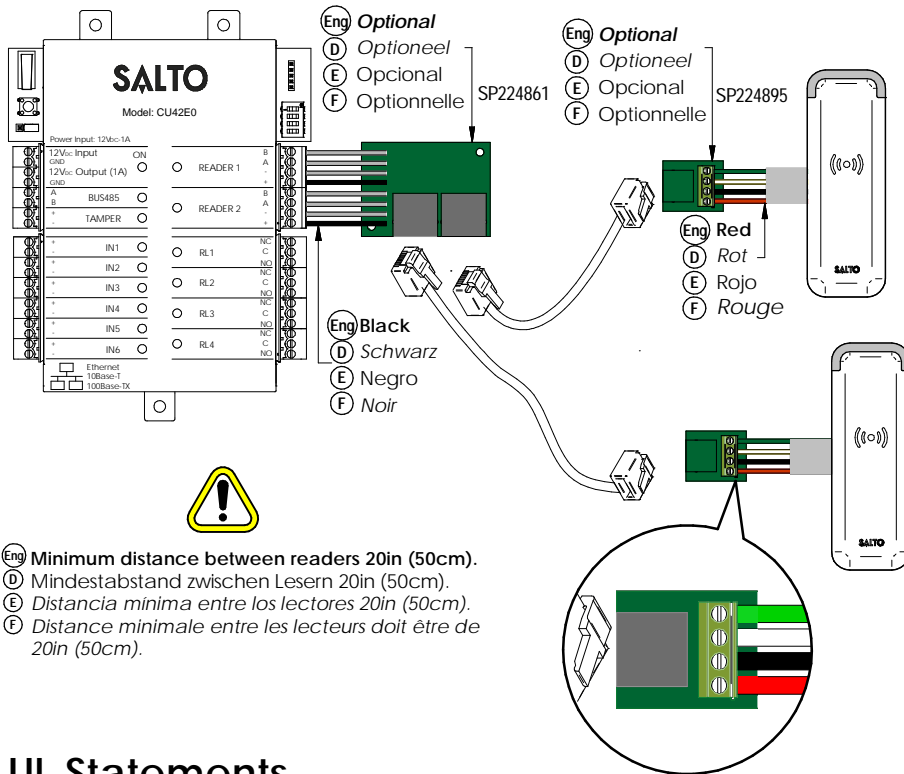 Eng Optional
D Optioneel
E Opcional
F Optionnelle
SP224861
Eng Optional
D Optioneel
E Opcional
F Optionnelle
SP224895
SALTO
Model: CU42E0
Power Input: 12VDC-1A
12VDC Input ON
GND
12VDC Output (1A)
GND
A
B
BUS485
+
-
TAMPER
+
-
IN1
+
-
IN2
+
-
IN3
+
-
IN4
+
-
IN5
+
-
IN6
READER 1
B
A
-
+
READER 2
B
A
-
+
RL1
NC
C
NO
RL2
NC
C
NO
RL3
NC
C
NO
RL4
NC
C
NO
Ethernet
10Base-T
100Base-TX
Eng Black
D Schwarz
E Negro
F Noir
Eng Red
D Rot
E Rojo
F Rouge
SALTO
SALTO
Eng Minimum distance between readers 20in (50cm).
D Mindestabstand zwischen Lesern 20in (50cm).
E Distancia mínima entre los lectores 20in (50cm).
F Distance minimale entre les lecteurs doit être de
20in (50cm).
UL Statements